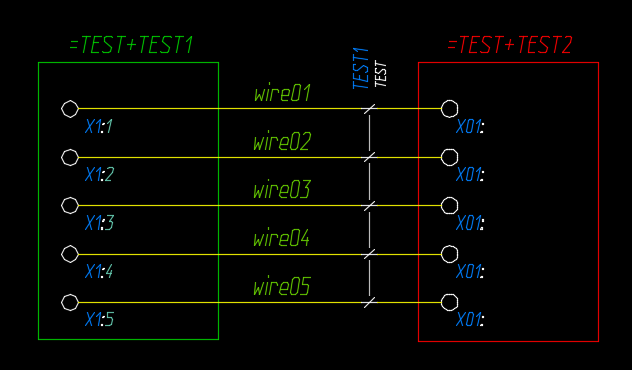 =TEST+TEST1
=TEST+TEST2
TEST1
TEST
wire01
X1:1
X01:
wire02
X1:2
X01:
wire03
X1:3
X01:
wire04
X1:4
X01:
wire05
X1:5
X01: